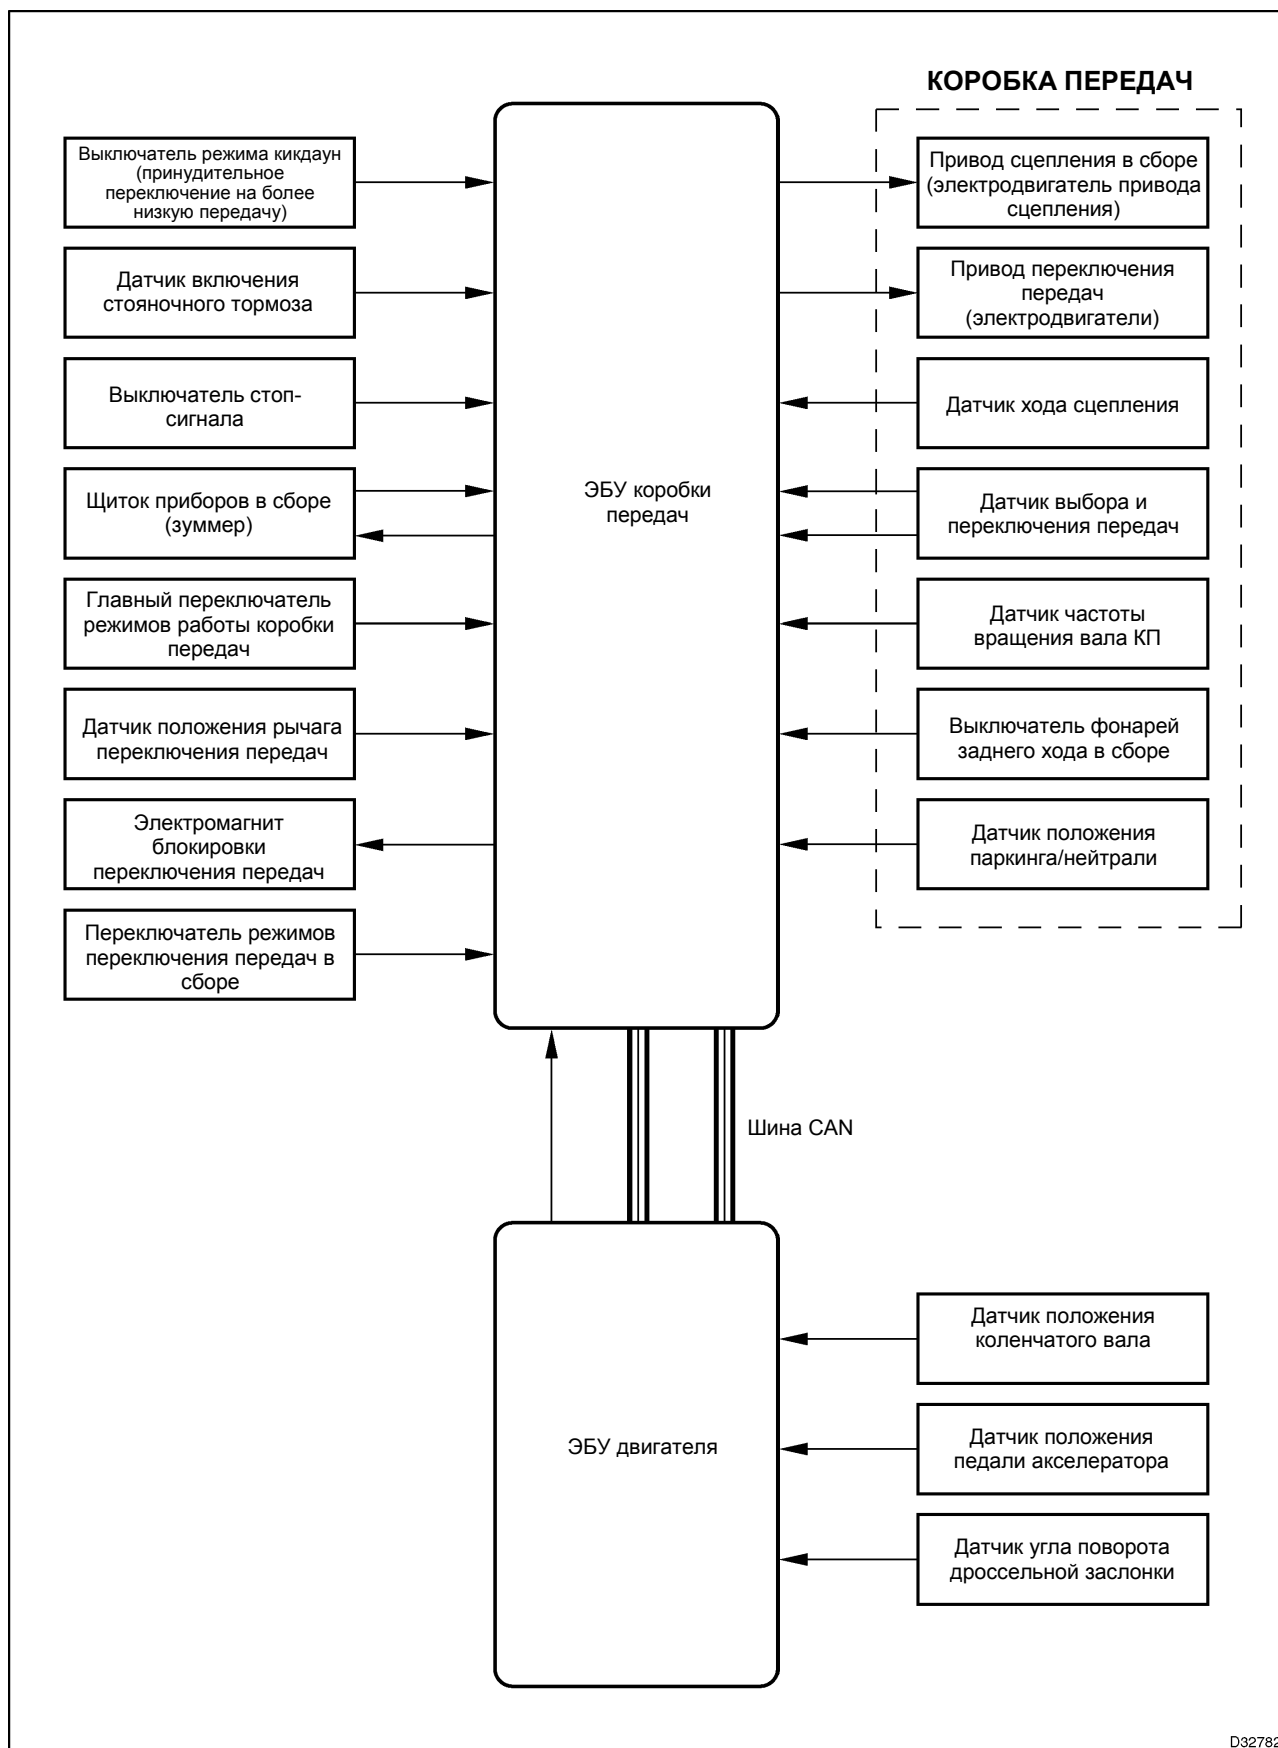 КОРОБКА ПЕРЕДАЧ
Выключатель режима кикдаун
(принудительное
переключение на более
низкую передачу)
Датчик включения
стояночного тормоза
Выключатель стоп-
сигнала
Щиток приборов в сборе
(зуммер)
Главный переключатель
режимов работы коробки
передач
Датчик положения рычага
переключения передач
Электромагнит
блокировки
переключения передач
Переключатель режимов
переключения передач в
сборе
ЭБУ коробки
передач
Привод сцепления в сборе
(электродвигатель привода
сцепления)
Привод переключения
передач
(электродвигатели)
Датчик хода сцепления
Датчик выбора и
переключения передач
Датчик частоты
вращения вала КП
Выключатель фонарей
заднего хода в сборе
Датчик положения
паркинга/нейтрали
Шина CAN
ЭБУ двигателя
Датчик положения
коленчатого вала
Датчик положения
педали акселератора
Датчик угла поворота
дроссельной заслонки
D32782